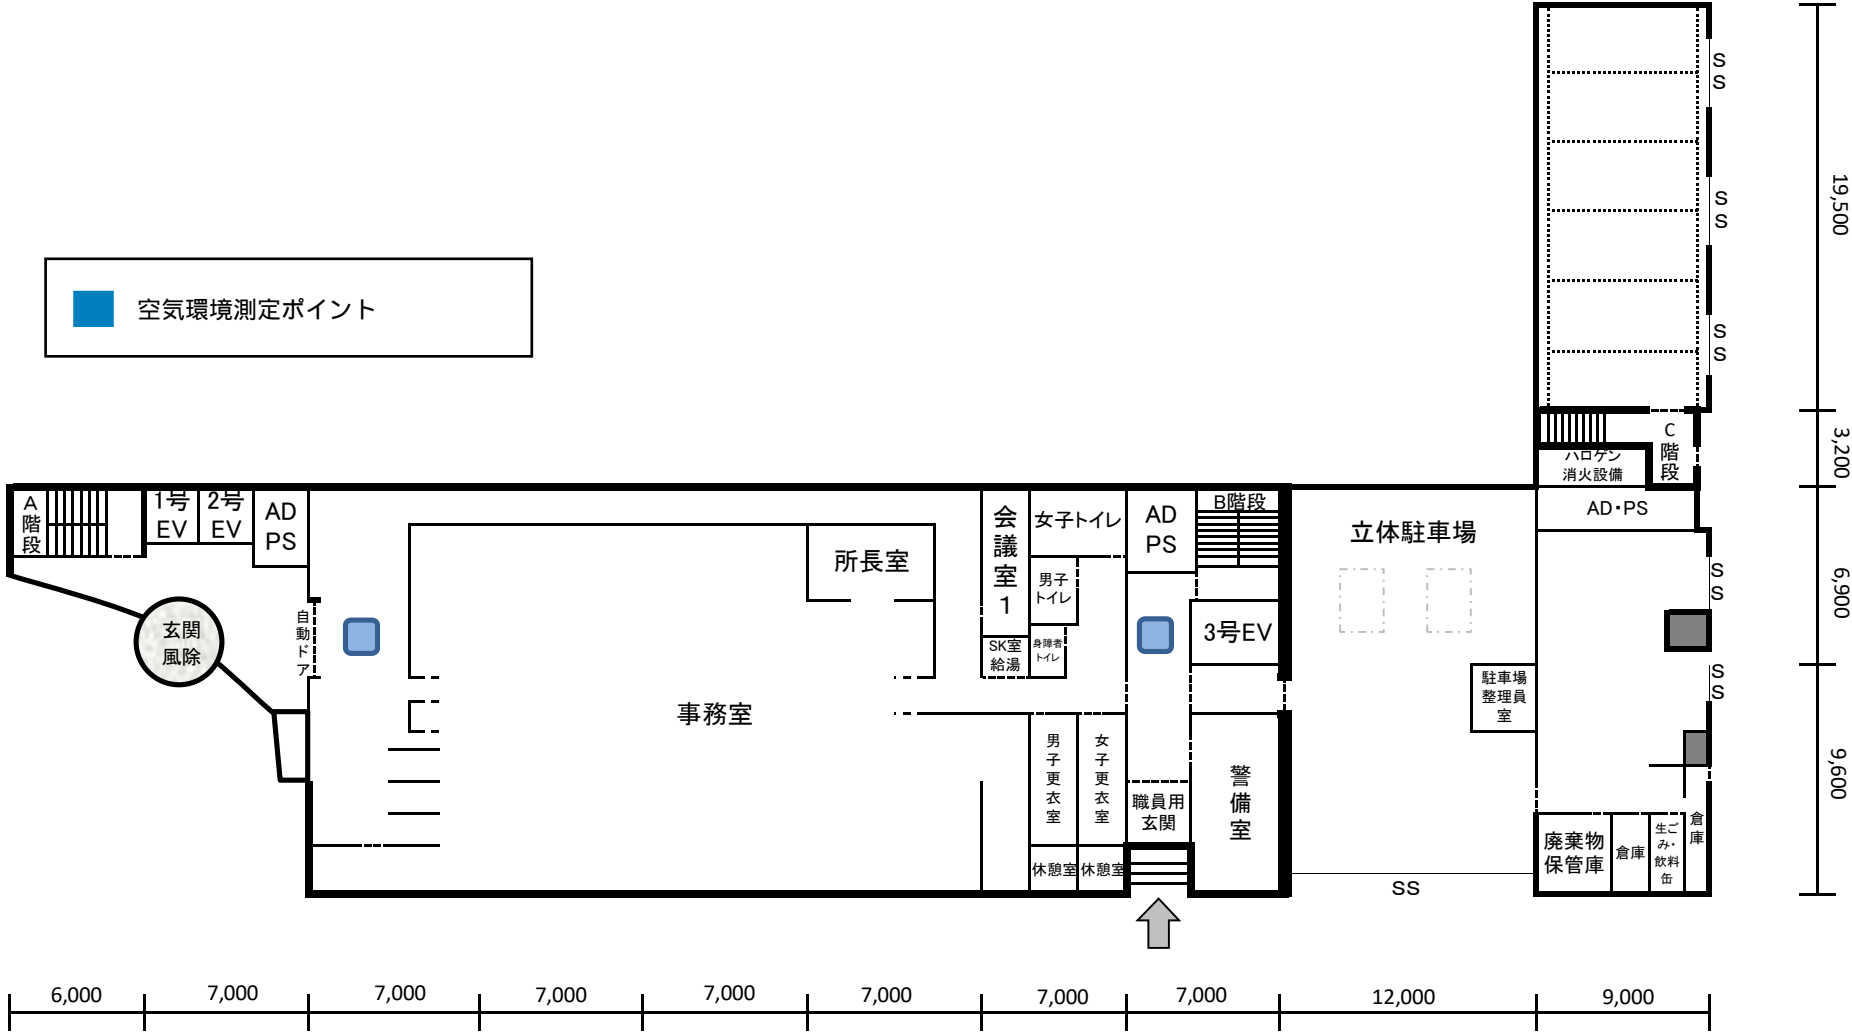 空気環境測定ポイント
S
S
S
S
S
S
19,500
3,200
6,900
9,600
C
階
段
ハロゲン
消火設備
AD・PS
A
階
段
1号
EV
2号
EV
AD
PS
自
動
ド
ア
玄関
風除
所長室
事務室
会
議
室
1
SK室
給湯
女子トイレ
男子
トイレ
身障者
トイレ
AD
PS
B階段
3号EV
男
子
更
衣
室
女
子
更
衣
室
休憩室
休憩室
職員用
玄関
警
備
室
立体駐車場
駐車場
整理員
室
S
S
S
S
廃棄物
保管庫
倉庫
生ご
み・
飲料
缶
倉
庫
SS
6,000
7,000
7,000
7,000
7,000
7,000
7,000
7,000
12,000
9,000